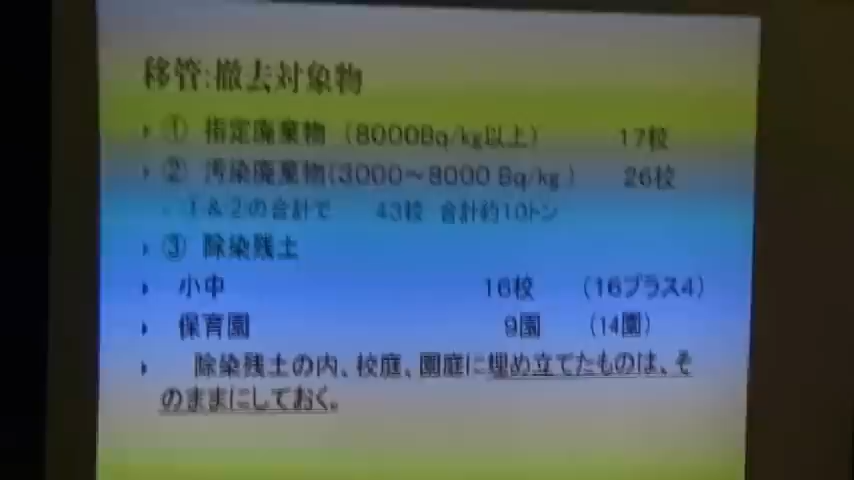 移管:撤去対象物
① 指定廃棄物 (8000Bq/kg以上) 17校
② 汚染廃棄物(3000～8000 Bq/kg) 26校
1&2の合計で 43校 合計約10トン
③ 除染残土
小中 16校 (16プラス4)
保育園 9園 (14園)
除染残土の内、校庭、園庭に埋め立てたものは、そ
のままにしておく。